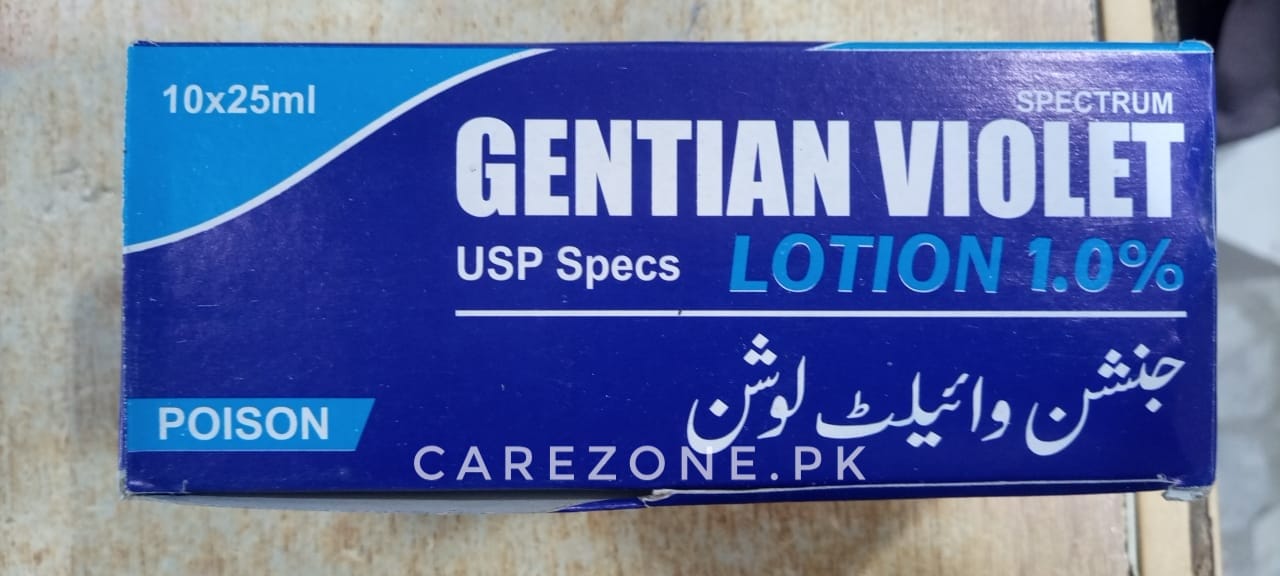 10x25ml
SPECTRUM
GENTIAN VIOLET
USP Specs LOTION 1.0%
جنشن وائیلٹ لوشن
POISON
CAREZONE.PK